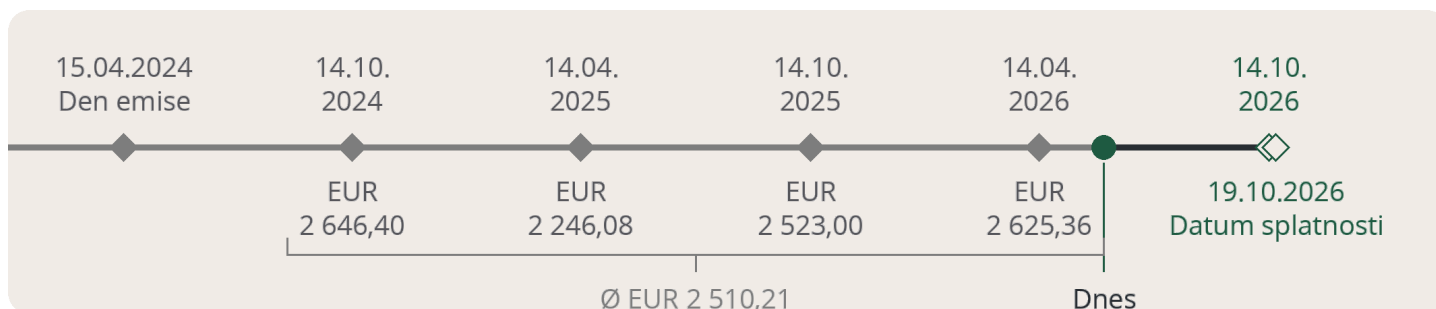 15.04.2024
Den emise
14.10.
2024
14.04.
2025
14.10.
2025
14.04.
2026
14.10.
2026
EUR
2 646,40
EUR
2 246,08
EUR
2 523,00
EUR
2 625,36
19.10.2026
Datum splatnosti
Ø EUR 2 510,21
Dnes